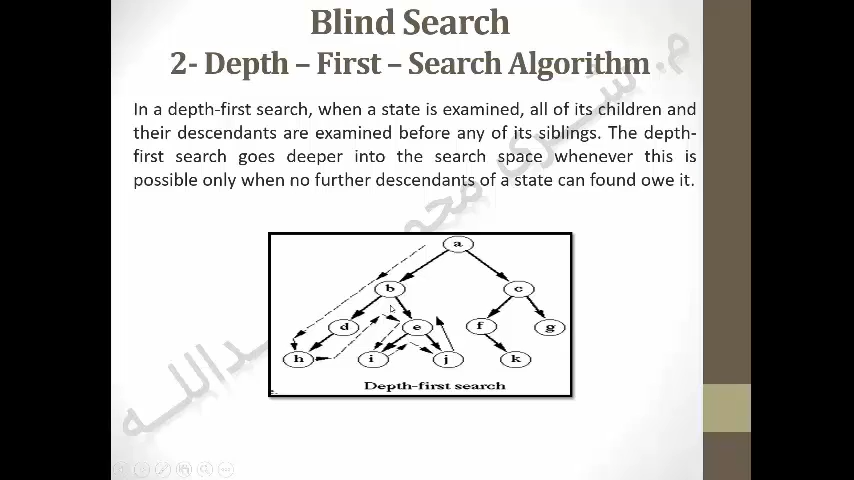 Blind Search
2- Depth – First – Search Algorithm
In a depth-first search, when a state is examined, all of its children and
their descendants are examined before any of its siblings. The depth-
first search goes deeper into the search space whenever this is
possible only when no further descendants of a state can found owe it.
a
b c
d e f g
h i j k
Depth-first search